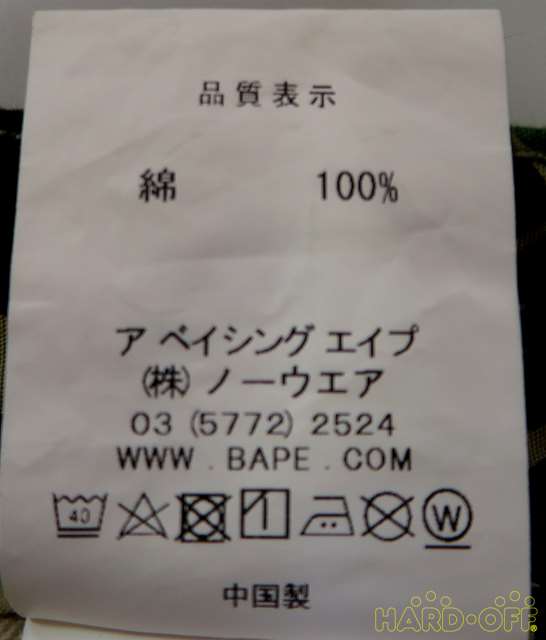 品質表示
綿 100%
ア ベイシング エイプ
(株) ノーウエア
03 (5772) 2524
WWW . BAPE . COM
40 W
中国製
HARD・OFF